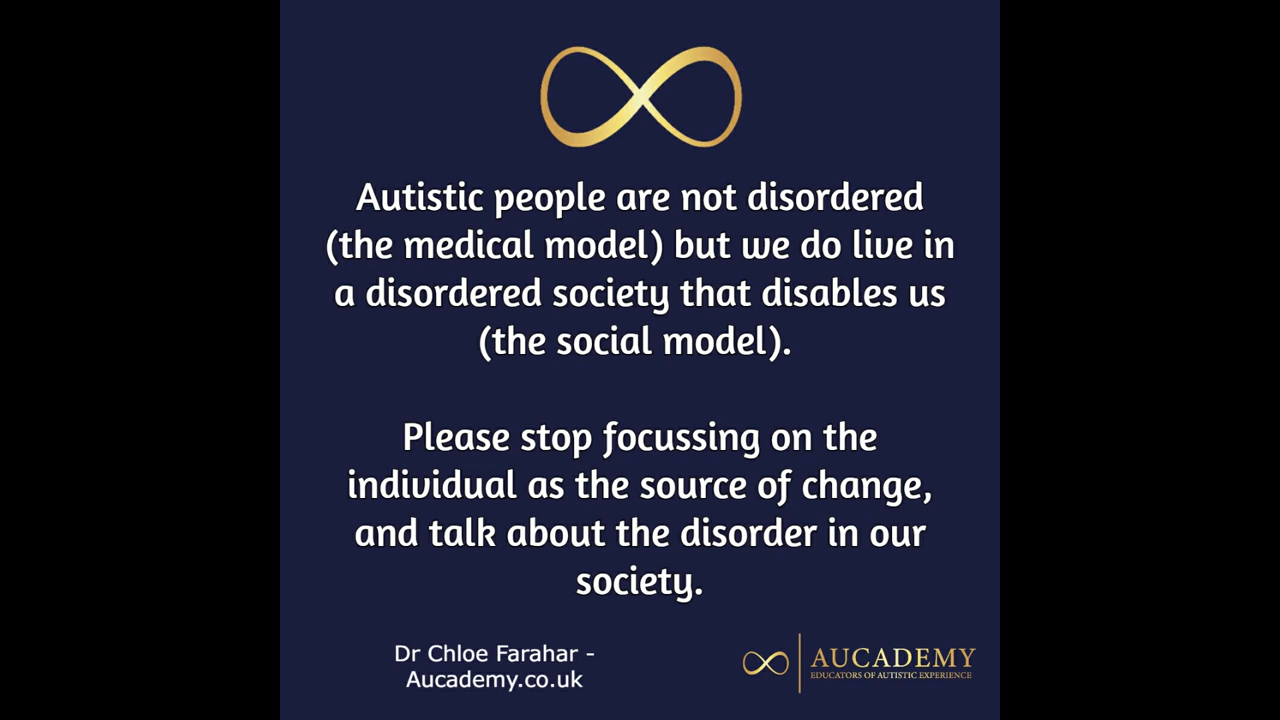 Autistic people are not disordered
(the medical model) but we do live in
a disordered society that disables us
(the social model).
Please stop focussing on the
individual as the source of change,
and talk about the disorder in our
society.
Dr Chloe Farahar -
Aucademy.co.uk
AUCADEMY
EDUCATORS OF AUTISTIC EXPERIENCE